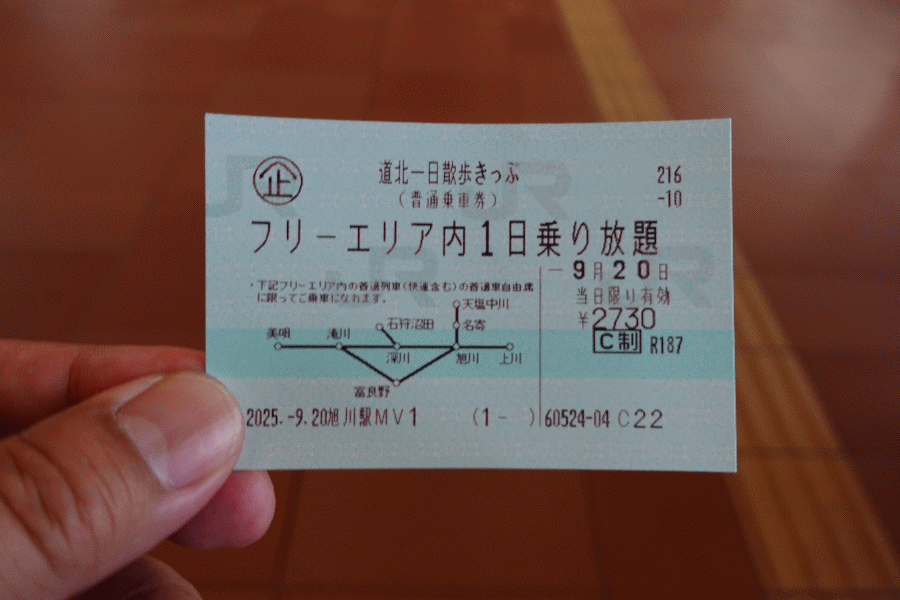 企
道北一日散歩きっぷ
216
(普通乗車券)
-10
フリーエリア内1日乗り放題
-9月20日
・下記フリーエリア内の普通列車(快速含む)の普通車自由席
に限ってご乗車になれます。
当日限り有効
¥2730
C制 R187
天塩中川
石狩沼田
名寄
美唄
滝川
深川
旭川
上川
富良野
2025.-9.20旭川駅MV1 (1- )60524-04 C22
JR
JR
JR